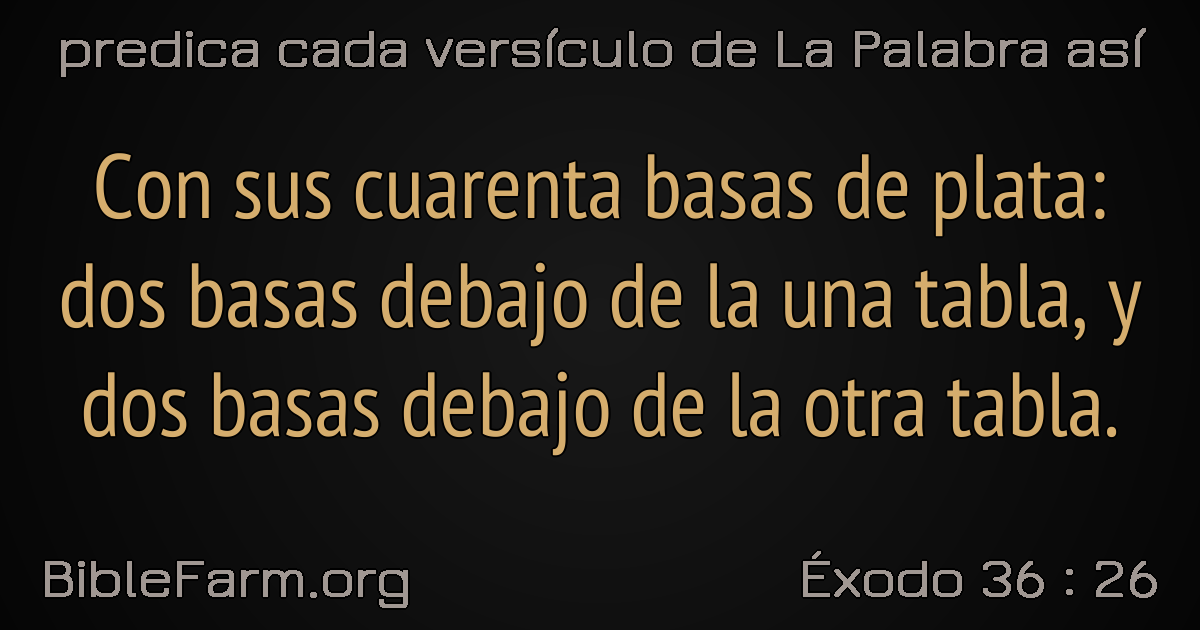 predica cada versículo de La Palabra así
Con sus cuarenta basas de plata:
dos basas debajo de la una tabla, y
dos basas debajo de la otra tabla.
BibleFarm.org
Éxodo 36 : 26